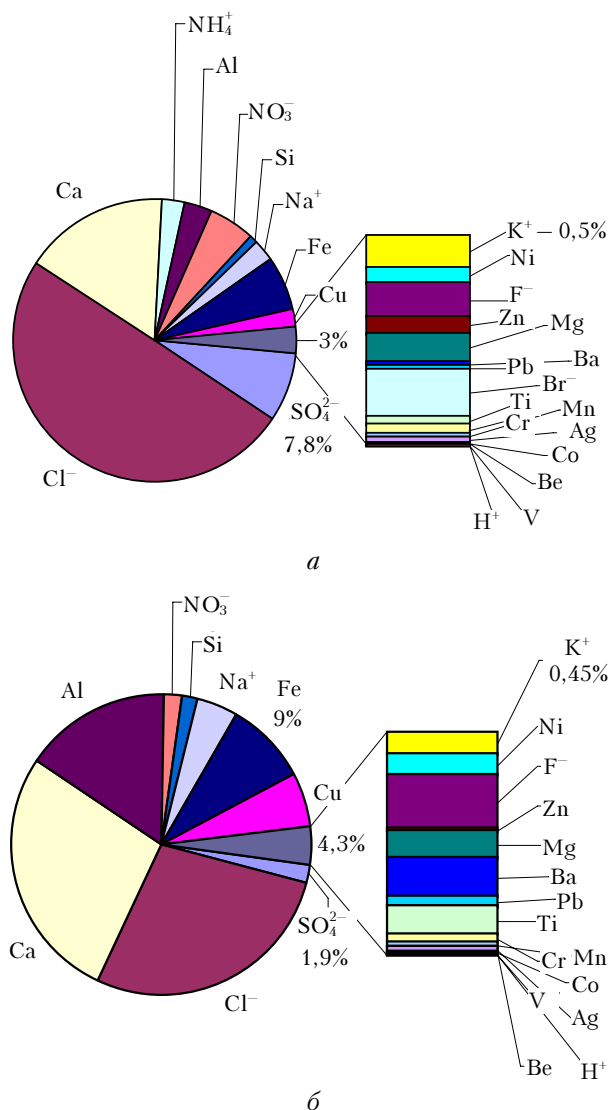 NH₄⁺
Al
NO₃⁻
Si
Na⁺
Fe
Cu
3%
SO₄²⁻
7,8%
Cl⁻
Ca
K⁺ — 0,5%
Ni
F⁻
Zn
Mg
Ba
Pb
Br⁻
Ti
Mn
Cr
Ag
Co
Be
V
H⁺
а
NO₃⁻
Si
Na⁺
Fe
9%
Al
Cu
4,3%
SO₄²⁻
1,9%
Cl⁻
Ca
K⁺
0,45%
Ni
F⁻
Zn
Mg
Ba
Pb
Ti
Cr
Mn
Co
V
Ag
H⁺
Be
б